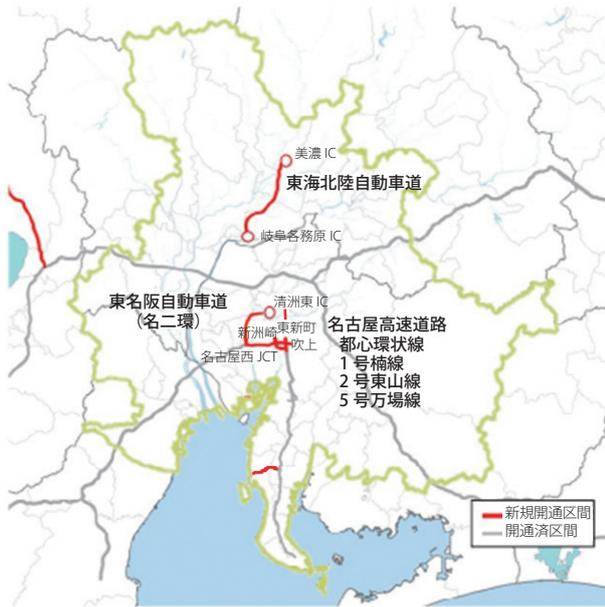 美濃 IC
東海北陸自動車道
岐阜各務原 IC
東名阪自動車道
（名二環）
清洲東 IC
新洲崎
東新町
吹上
名古屋西 JCT
名古屋高速道路
都心環状線
1 号楠線
2 号東山線
5 号万場線
新規開通区間
開通済区間